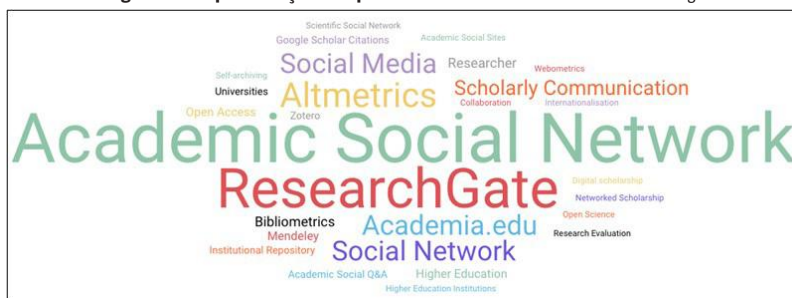 Scientific Social Network
Google Scholar Citations Academic Social Sites
Social Media Researcher
Self-archiving Webometrics
Universities Altmetrics Scholarly Communication
Collaboration Internationalisation
Open Access Zotero
Academic Social Network
ResearchGate Digital scholarship
Networked Scholarship
Bibliometrics Academia.edu Open Science
Mendeley Research Evaluation
Institutional Repository Social Network
Academic Social Q&A Higher Education
Higher Education Institutions